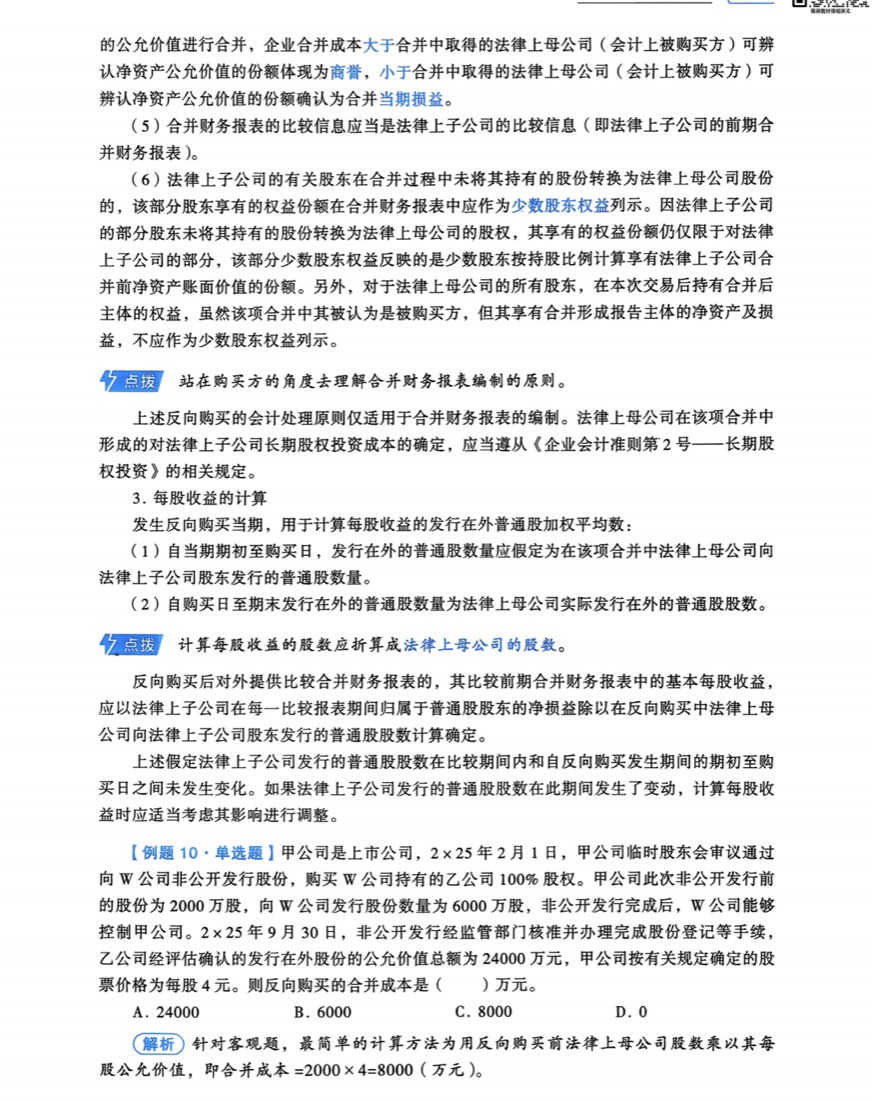 的公允价值进行合并，企业合并成本大于合并中取得的法律上母公司（会计上被购买方）可辨
认净资产公允价值的份额体现为商誉，小于合并中取得的法律上母公司（会计上被购买方）可
辨认净资产公允价值的份额确认为合并当期损益。
（5）合并财务报表的比较信息应当是法律上子公司的比较信息（即法律上子公司的前期合
并财务报表）。
（6）法律上子公司的有关股东在合并过程中未将其持有的股份转换为法律上母公司股份
的，该部分股东享有的权益份额在合并财务报表中应作为少数股东权益列示。因法律上子公司
的部分股东未将其持有的股份转换为法律上母公司的股权，其享有的权益份额仍仅限于对法律
上子公司的部分，该部分少数股东权益反映的是少数股东按持股比例计算享有法律上子公司合
并前净资产账面价值的份额。另外，对于法律上母公司的所有股东，在本次交易后持有合并后
主体的权益，虽然该项合并中其被认为是被购买方，但其享有合并形成报告主体的净资产及损
益，不应作为少数股东权益列示。
点拨 站在购买方的角度去理解合并财务报表编制的原则。
上述反向购买的会计处理原则仅适用于合并财务报表的编制。法律上母公司在该项合并中
形成的对法律上子公司长期股权投资成本的确定，应当遵从《企业会计准则第 2 号——长期股
权投资》的相关规定。
3. 每股收益的计算
发生反向购买当期，用于计算每股收益的发行在外普通股加权平均数：
（1）自当期期初至购买日，发行在外的普通股数量应假定为在该项合并中法律上母公司向
法律上子公司股东发行的普通股数量。
（2）自购买日至期末发行在外的普通股数量为法律上母公司实际发行在外的普通股股数。
点拨 计算每股收益的股数应折算成法律上母公司的股数。
反向购买后对外提供比较合并财务报表的，其比较前期合并财务报表中的基本每股收益，
应以法律上子公司在每一比较报表期间归属于普通股股东的净损益除以在反向购买中法律上母
公司向法律上子公司股东发行的普通股股数计算确定。
上述假定法律上子公司发行的普通股股数在比较期间内和自反向购买发生期间的期初至购
买日之间未发生变化。如果法律上子公司发行的普通股股数在此期间发生了变动，计算每股收
益时应适当考虑其影响进行调整。
【例题 10·单选题】甲公司是上市公司，2×25 年 2 月 1 日，甲公司临时股东会审议通过
向 W 公司非公开发行股份，购买 W 公司持有的乙公司 100% 股权。甲公司此次非公开发行前
的股份为 2000 万股，向 W 公司发行股份数量为 6000 万股，非公开发行完成后，W 公司能够
控制甲公司。2×25 年 9 月 30 日，非公开发行经监管部门核准并办理完成股份登记等手续，
乙公司经评估确认的发行在外股份的公允价值总额为 24000 万元，甲公司按有关规定确定的股
票价格为每股 4 元。则反向购买的合并成本是（　　）万元。
A. 24000 B. 6000 C. 8000 D. 0
解析 针对客观题，最简单的计算方法为用反向购买前法律上母公司股数乘以其每
股公允价值，即合并成本 =2000×4=8000（万元）。